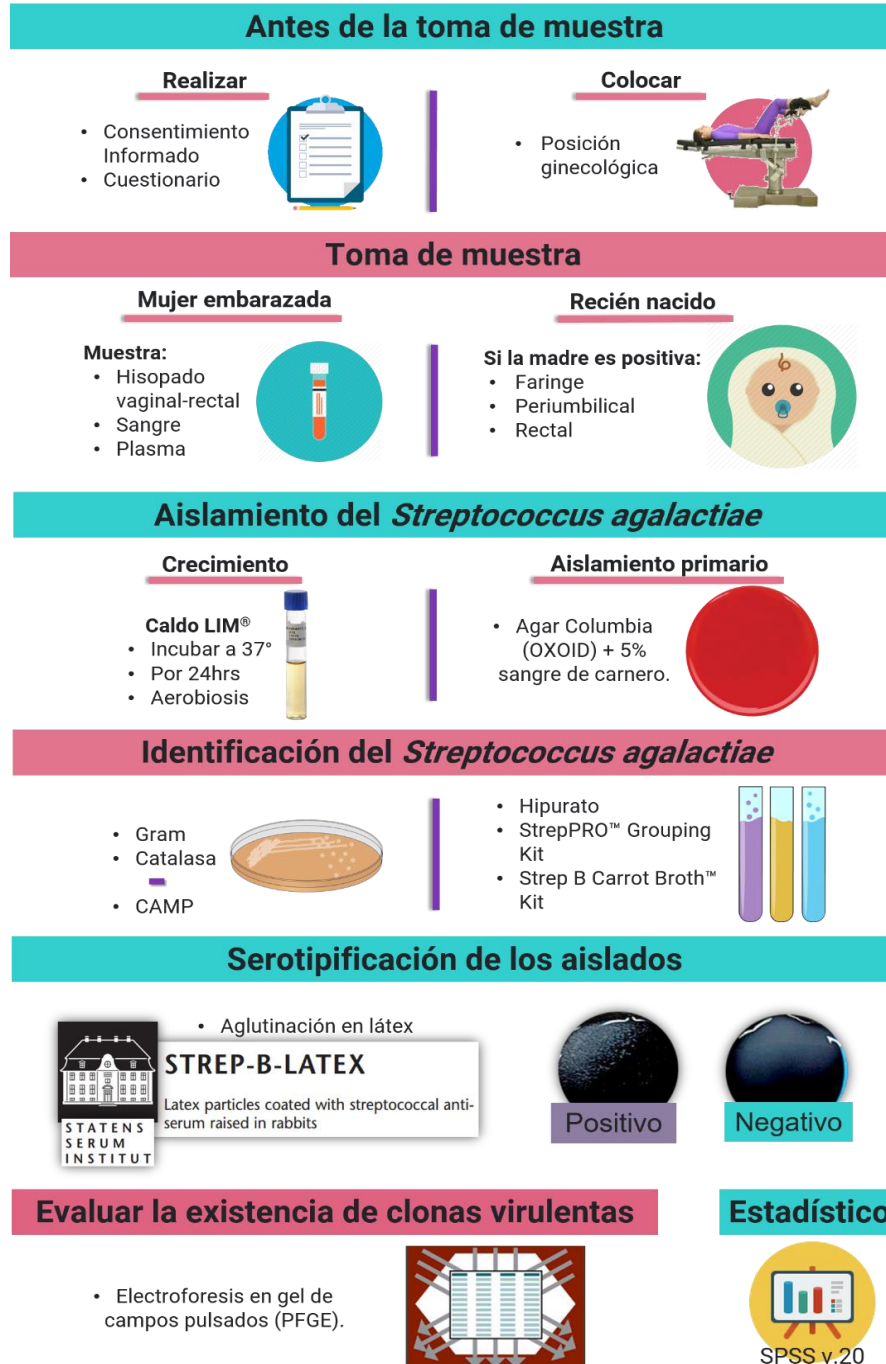 Antes de la toma de muestra
Realizar
• Consentimiento
Informado
• Cuestionario
Colocar
• Posición
ginecológica
Toma de muestra
Mujer embarazada
Muestra:
• Hisopado
vaginal-rectal
• Sangre
• Plasma
Recién nacido
Si la madre es positiva:
• Faringe
• Periumbilical
• Rectal
Aislamiento del Streptococcus agalactiae
Crecimiento
Caldo LIM®
• Incubar a 37°
• Por 24hrs
• Aerobiosis
Aislamiento primario
• Agar Columbia
(OXOID) + 5%
sangre de carnero.
Identificación del Streptococcus agalactiae
• Gram
• Catalasa
• CAMP
• Hipurato
• StrepPRO™ Grouping
Kit
• Strep B Carrot Broth™
Kit
Serotipificación de los aislados
• Aglutinación en látex
STATENS
SERUM
INSTITUT
STREP-B-LATEX
Latex particles coated with streptococcal anti-
serum raised in rabbits
Positivo
Negativo
Evaluar la existencia de clonas virulentas
• Electroforesis en gel de
campos pulsados (PFGE).
Estadístico
SPSS v.20